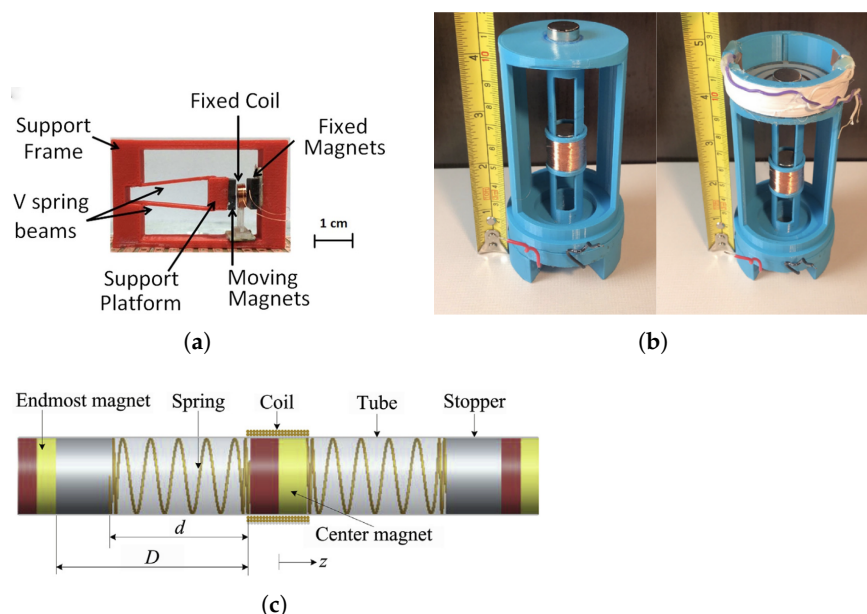 Fixed Coil
Support
Frame
Fixed
Magnets
V spring
beams
1 cm
Support
Platform
Moving
Magnets
(a)
(b)
Endmost magnet
Spring
Coil
Tube
Stopper
d
D
Center magnet
z
(c)